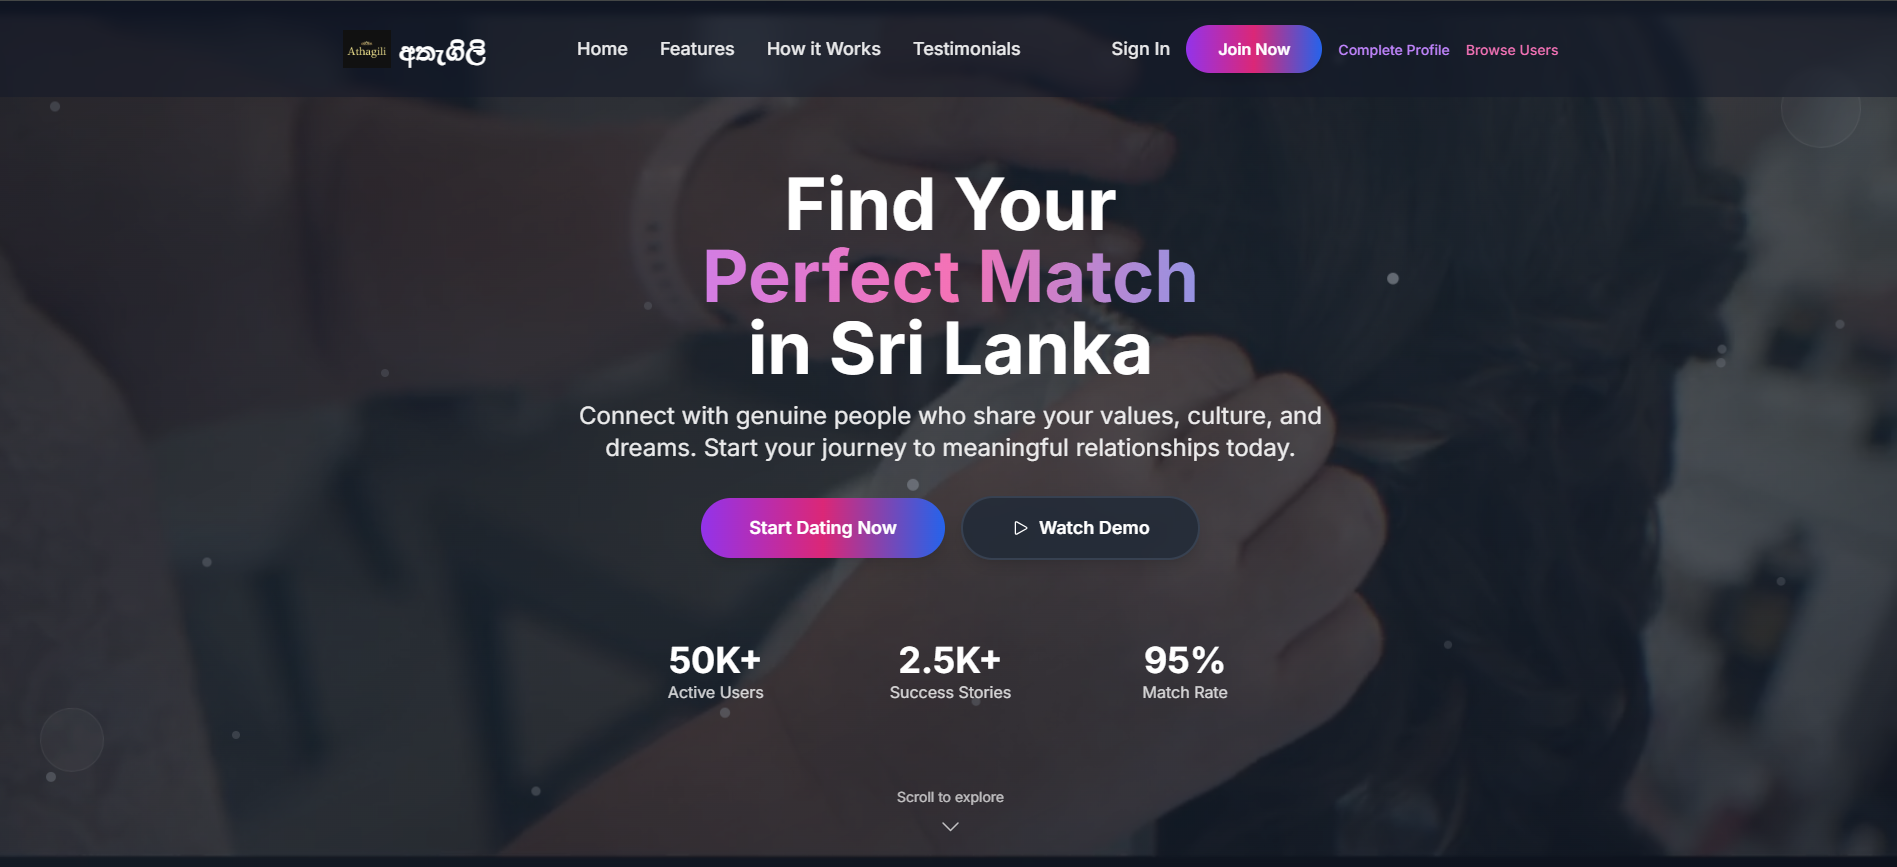 Athagili
අතැගිලි
Home
Features
How it Works
Testimonials
Sign In
Join Now
Complete Profile
Browse Users
Find Your
Perfect Match
in Sri Lanka
Connect with genuine people who share your values, culture, and
dreams. Start your journey to meaningful relationships today.
Start Dating Now
Watch Demo
50K+
Active Users
2.5K+
Success Stories
95%
Match Rate
Scroll to explore